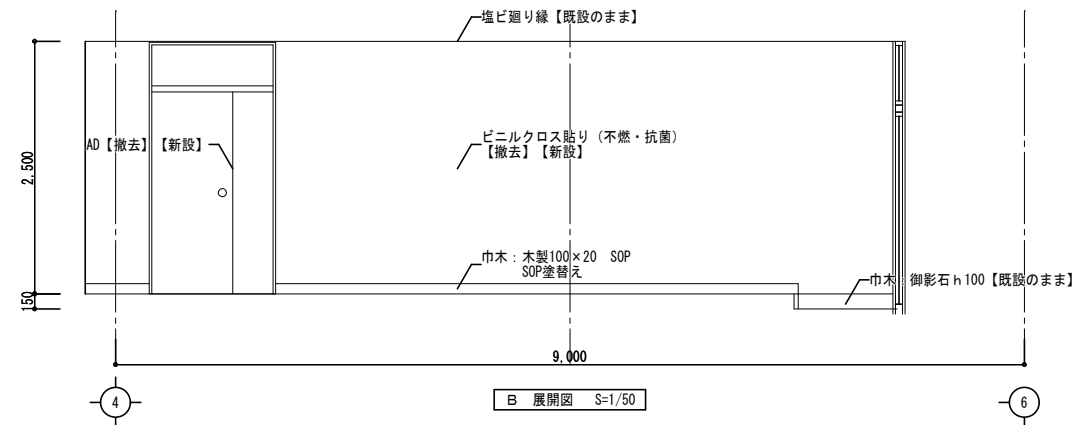 塩ビ廻り縁【既設のまま】
AD【撤去】【新設】
ビニルクロス貼り（不燃・抗菌）
【撤去】【新設】
2,500
巾木：木製100×20 SOP
SOP塗替え
巾木：御影石ｈ100【既設のまま】
150
9,000
4
B 展開図 S=1/50
6